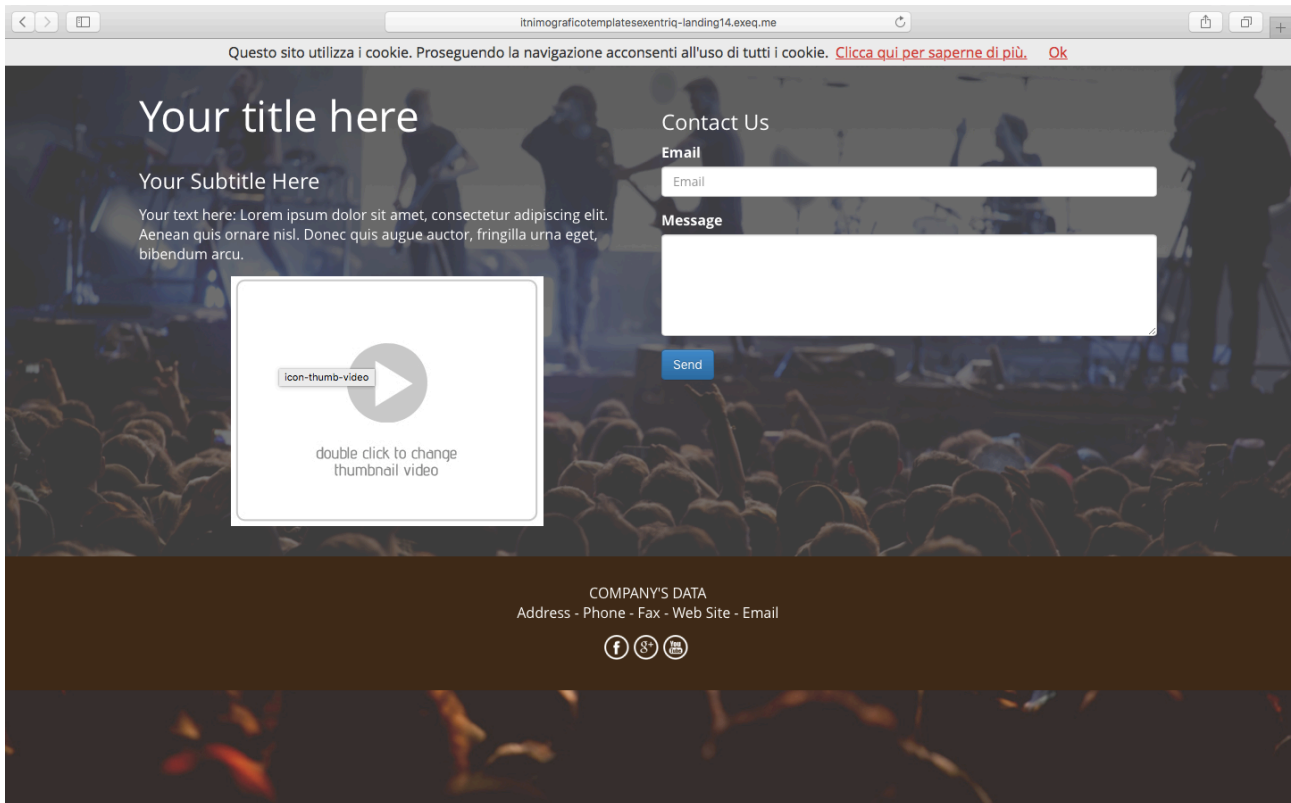 itnimograficotemplatesexentriq-landing14.exeq.me
Questo sito utilizza i cookie. Proseguendo la navigazione acconsenti all'uso di tutti i cookie. Clicca qui per saperne di più. Ok
Your title here
Your Subtitle Here
Your text here: Lorem ipsum dolor sit amet, consectetur adipiscing elit.
Aenean quis ornare nisl. Donec quis augue auctor, fringilla urna eget,
bibendum arcu.
icon-thumb-video
double click to change
thumbnail video
Contact Us
Email
Email
Message
Send
COMPANY'S DATA
Address - Phone - Fax - Web Site - Email
f g+ You Tube